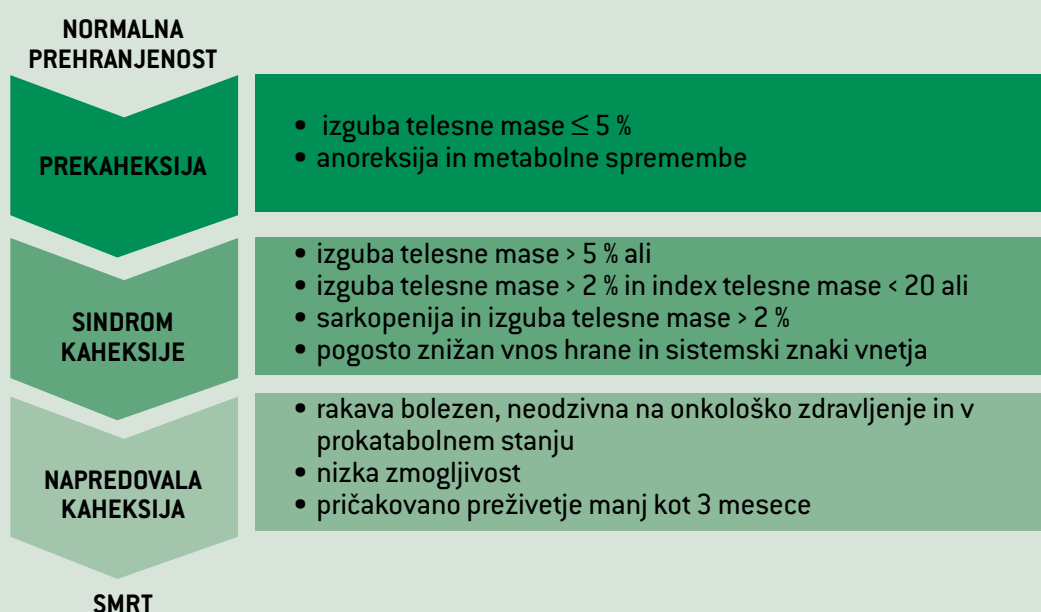 NORMALNA
PREHRANJENOST
PREKAHEKSIJA
• izguba telesne mase ≤ 5 %
• anoreksija in metabolne spremembe
SINDROM
KAHEKSIJE
• izguba telesne mase > 5 % ali
• izguba telesne mase > 2 % in index telesne mase < 20 ali
• sarkopenija in izguba telesne mase > 2 %
• pogosto znižan vnos hrane in sistemski znaki vnetja
NAPREDOVALA
KAHEKSIJA
• rakava bolezen, neodzivna na onkološko zdravljenje in v
prokatabolnem stanju
• nizka zmogljivost
• pričakovano preživetje manj kot 3 mesece
SMRT